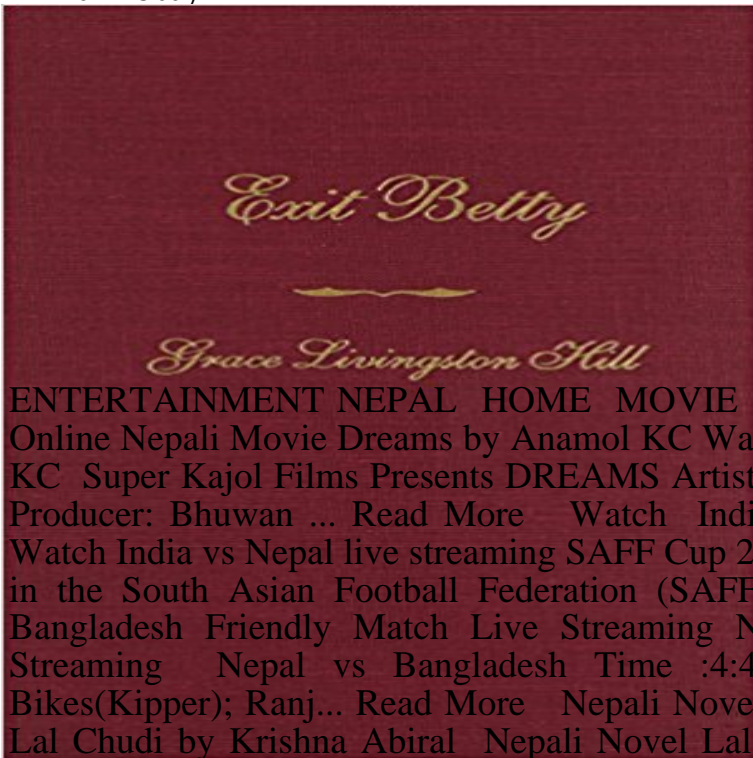 Exit Betty
Grace Livingston Hill
ENTERTAINMENT NEPAL HOME MOVIE
Online Nepali Movie Dreams by Anamol KC Wa
KC Super Kajol Films Presents DREAMS Artist
Producer: Bhuwan ... Read More Watch Indi
Watch India vs Nepal live streaming SAFF Cup 2
in the South Asian Football Federation (SAFF
Bangladesh Friendly Match Live Streaming N
Streaming Nepal vs Bangladesh Time :4:4
Bikes(Kipper); Ranj... Read More Nepali Nove
Lal Chudi by Krishna Abiral Nepali Novel Lal